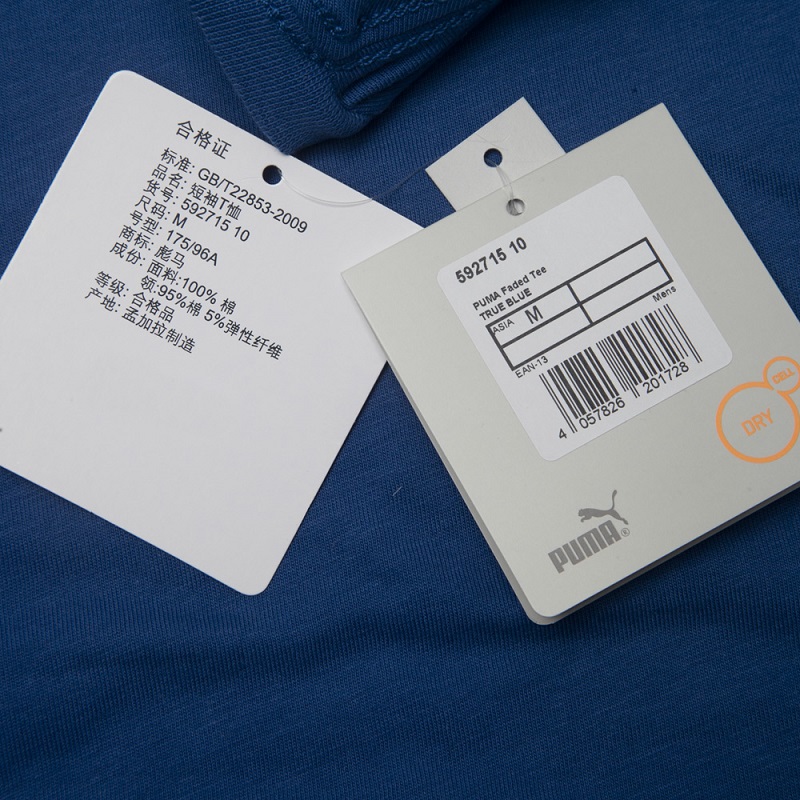 合格证
标准: GB/T22853-2009
品名: 短袖T恤
货号: 592715 10
尺码: M
号型: 175/96A
商标: 彪马
成份: 面料:100% 棉
领:95%棉 5%弹性纤维
等级: 合格品
产地: 孟加拉制造
592715 10
PUMA Faded Tee
TRUE BLUE
ASIA M
Mens
EAN-13
4 057826 201728
DRY CELL
PUMA®